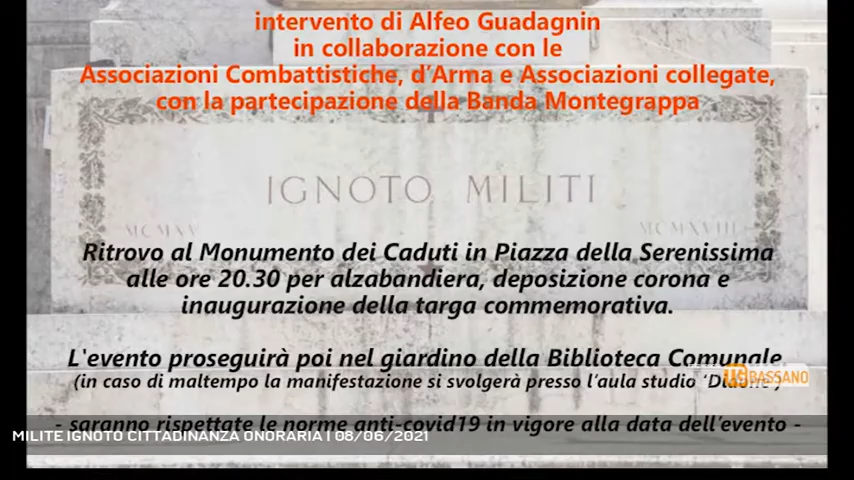 intervento di Alfeo Guadagnin
in collaborazione con le
Associazioni Combattistiche, d'Arma e Associazioni collegate,
con la partecipazione della Banda Montegrappa
IGNOTO MILITI
MCMXV MCMXVIII
Ritrovo al Monumento dei Caduti in Piazza della Serenissima
alle ore 20.30 per alzabandiera, deposizione corona e
inaugurazione della targa commemorativa.
L'evento proseguirà poi nel giardino della Biblioteca Comunale
(in caso di maltempo la manifestazione si svolgerà presso l'aula studio
TG BASSANO
- saranno rispettate le norme anti-covid19 in vigore alla data dell'evento -
MILITE IGNOTO CITTADINANZA ONORARIA | 08/06/2021